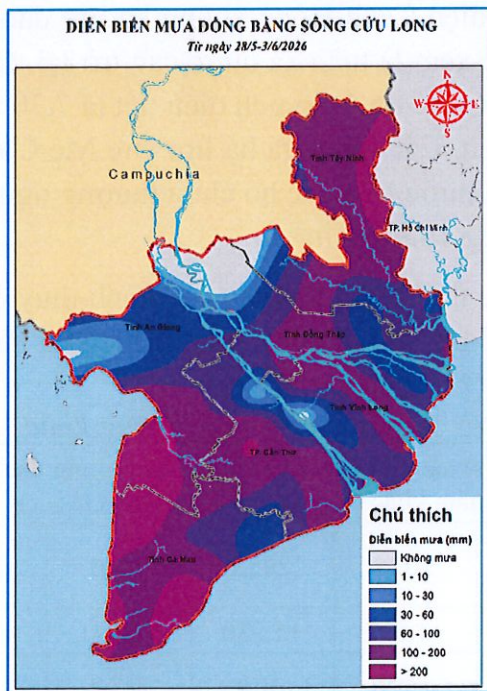 DIỄN BIẾN MƯA ĐỒNG BẰNG SÔNG CỬU LONG
Từ ngày 28/5-3/6/2026
K
W E
S
Tỉnh Tây Ninh
Campuchia
TP. Hồ Chí Minh
Tỉnh An Giang
Tỉnh Đồng Tháp
Tỉnh Vĩnh Long
TP. Cần Thơ
Tỉnh Cà Mau
Chú thích
Diễn biến mưa (mm)
Không mưa
1 - 10
10 - 30
30 - 60
60 - 100
100 - 200
> 200